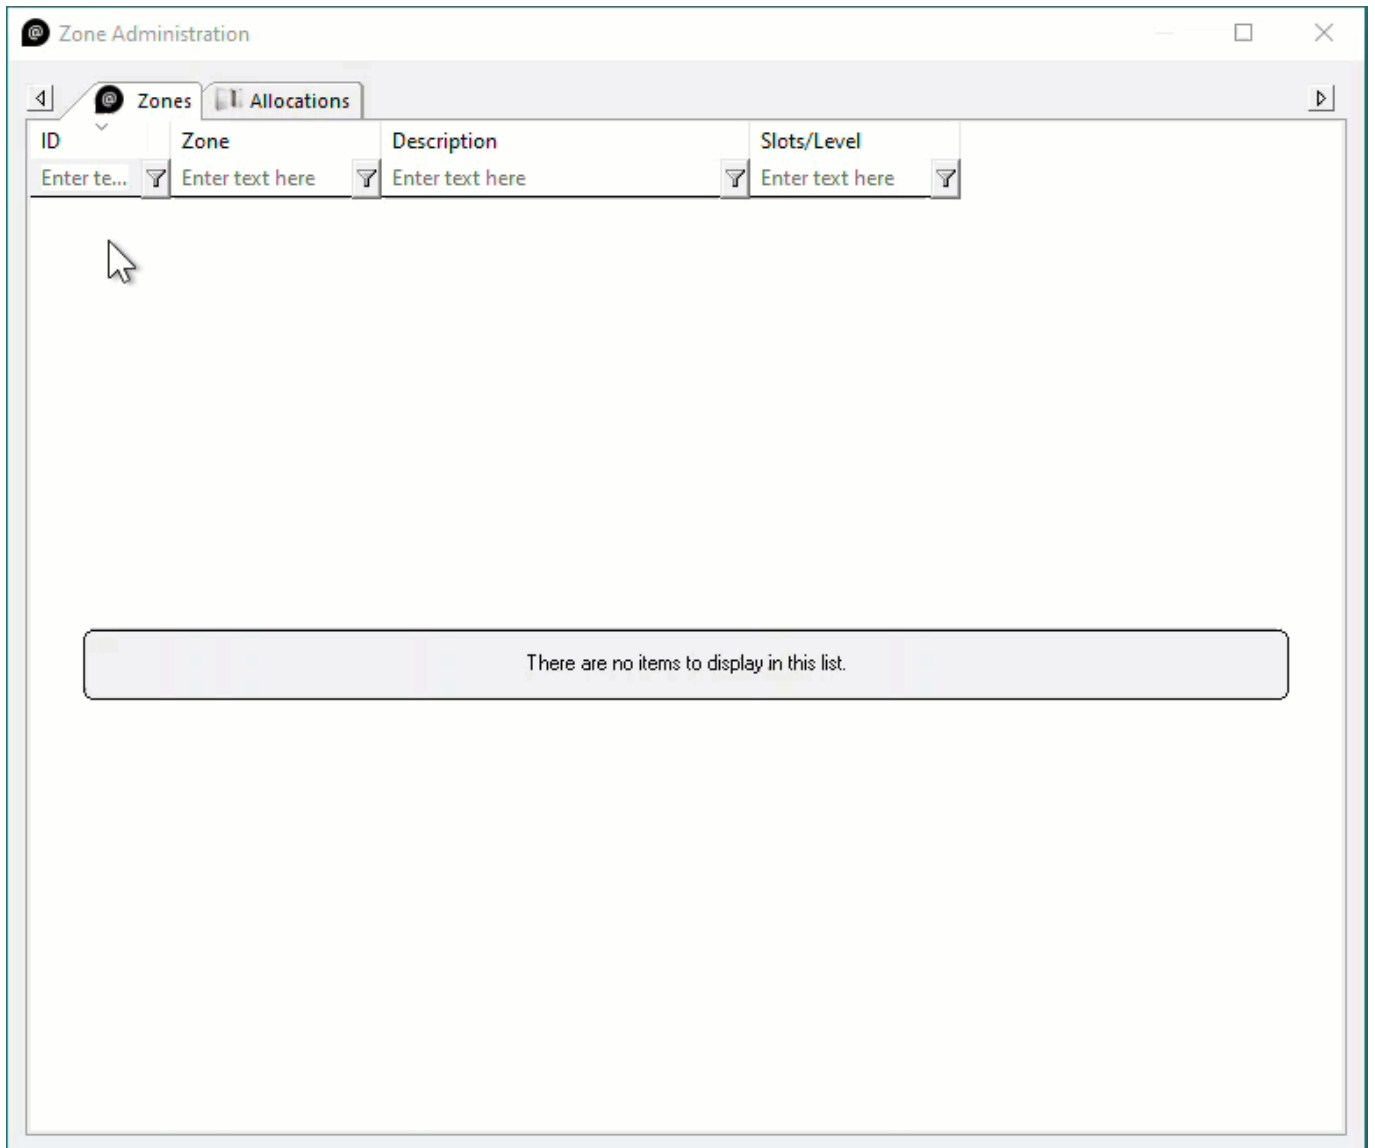 Zone Administration
Zones Allocations
ID Zone Description Slots/Level
Enter te... Enter text here Enter text here Enter text here
There are no items to display in this list.